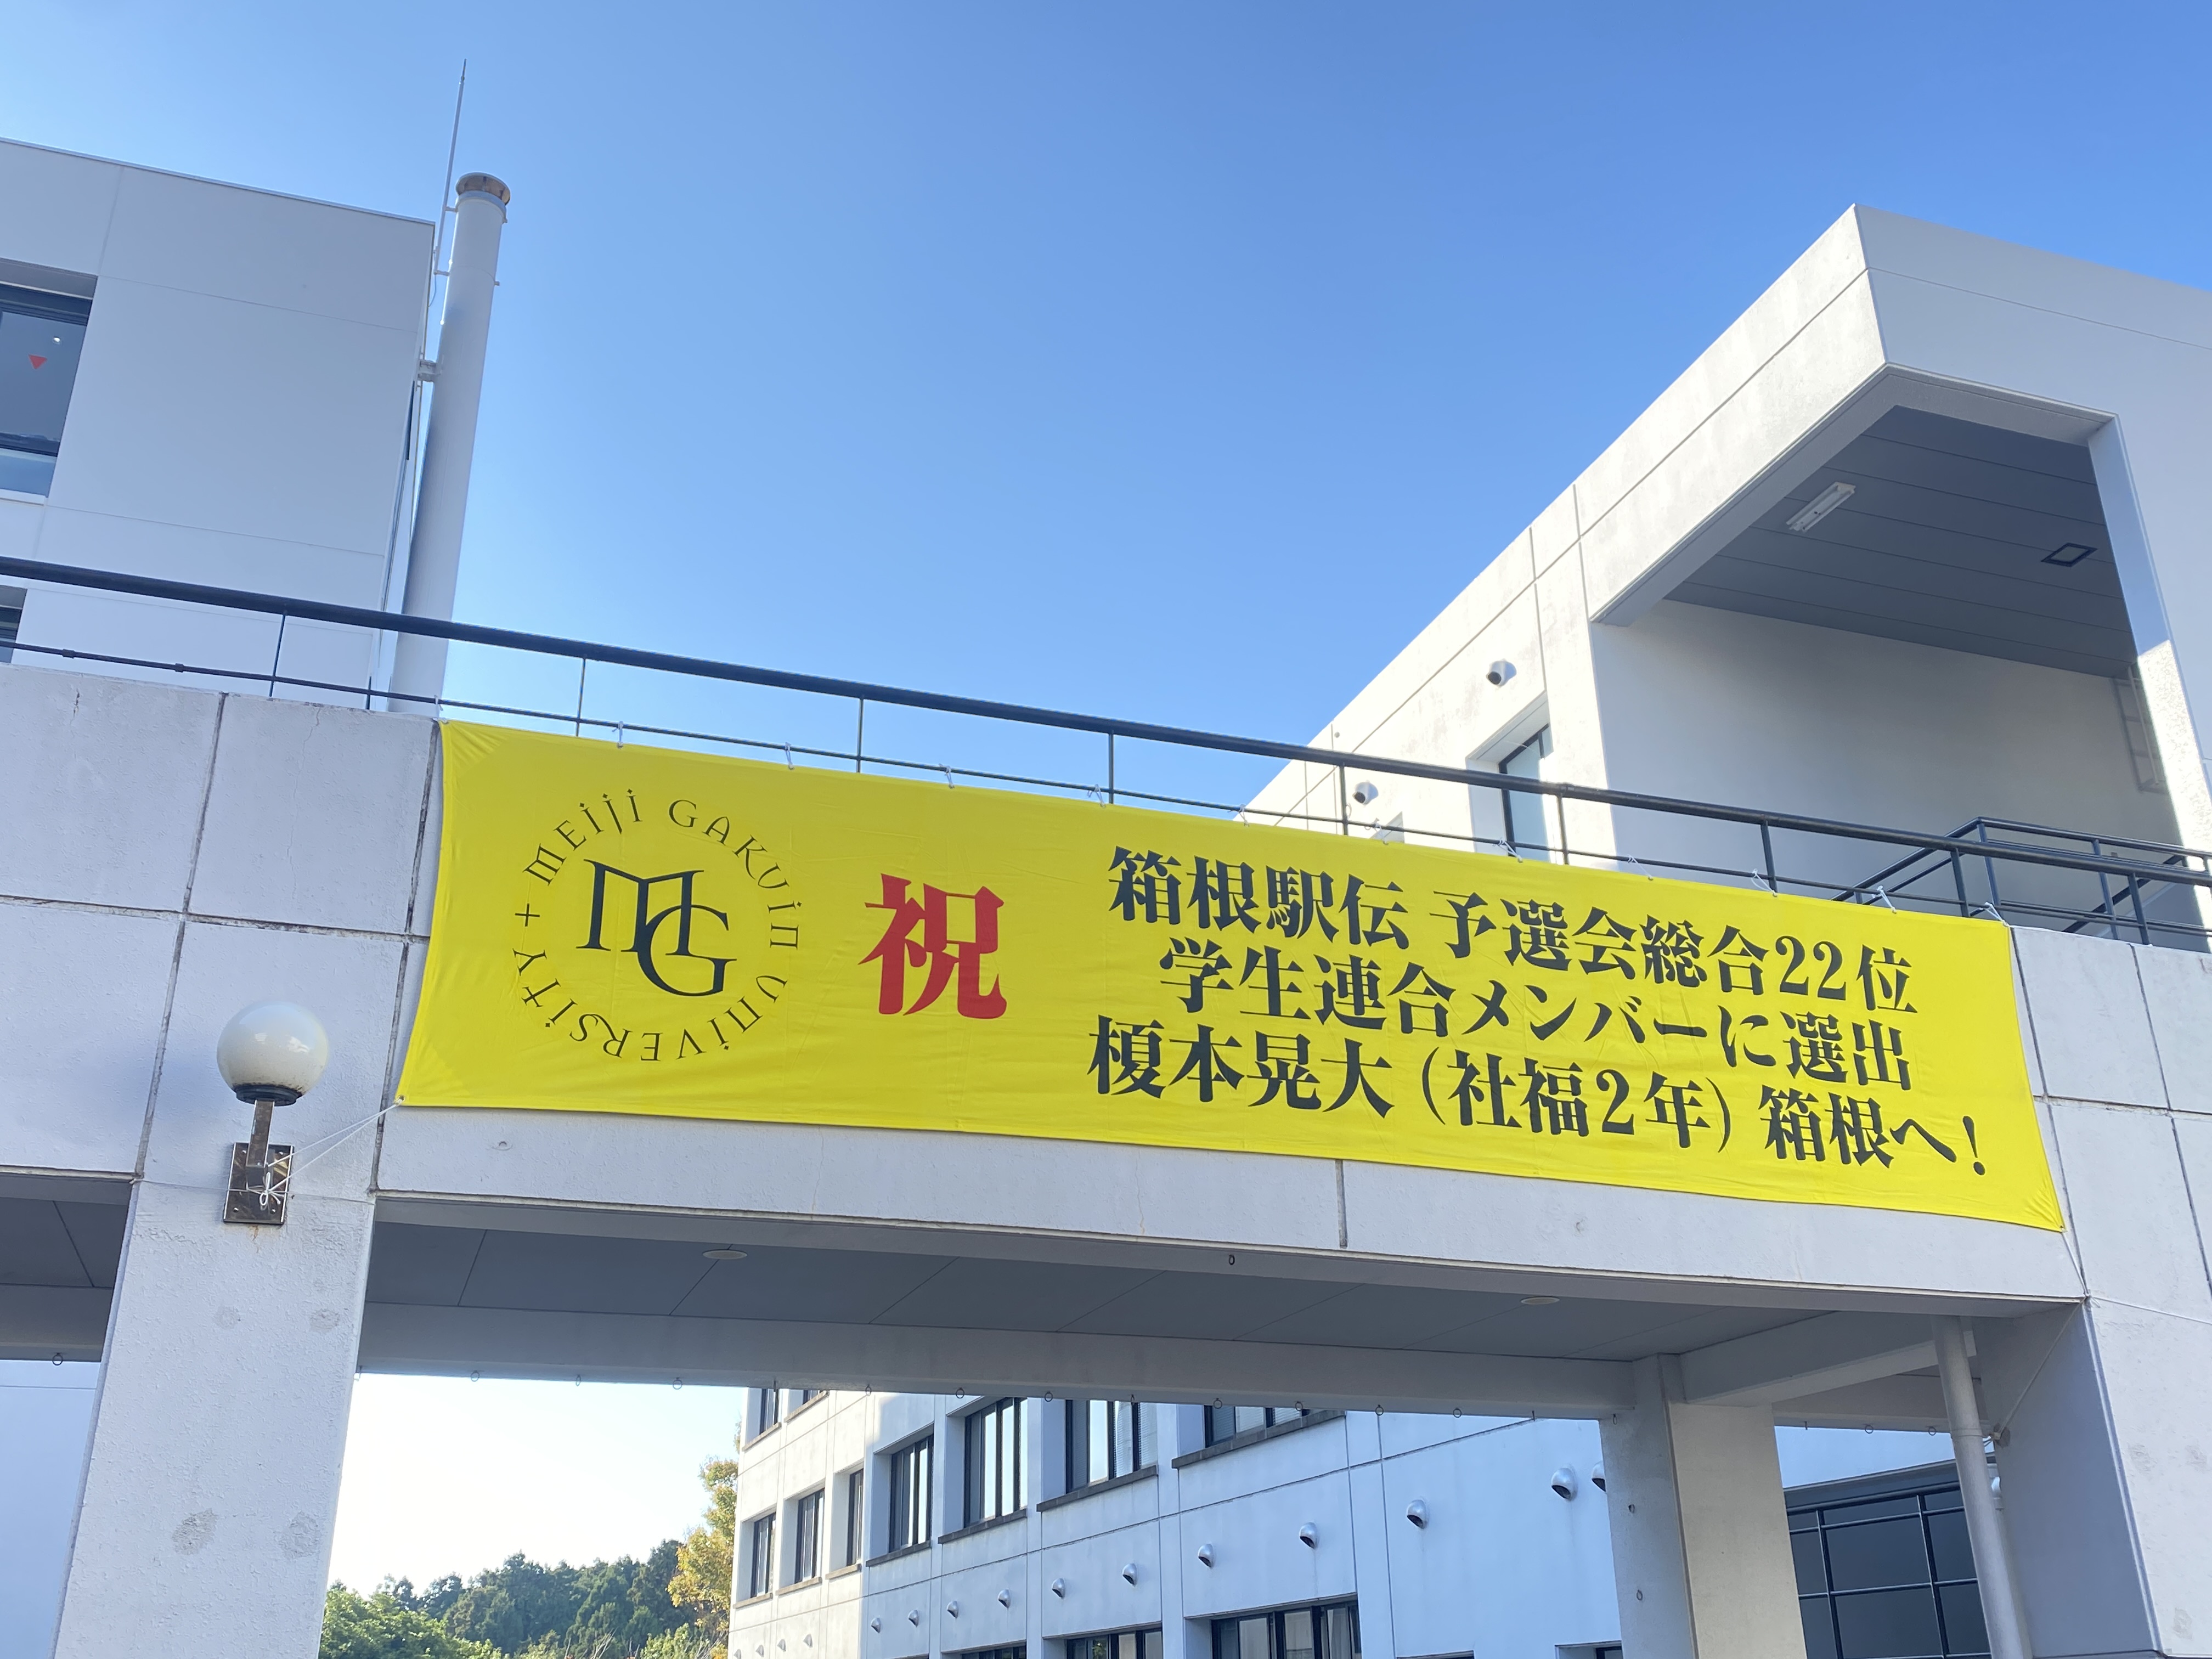 MEIJI GAKUIN UNIVERSITY +
MG
祝
箱根駅伝 予選会総合22位
学生連合メンバーに選出
榎本晃大（社福2年）箱根へ！